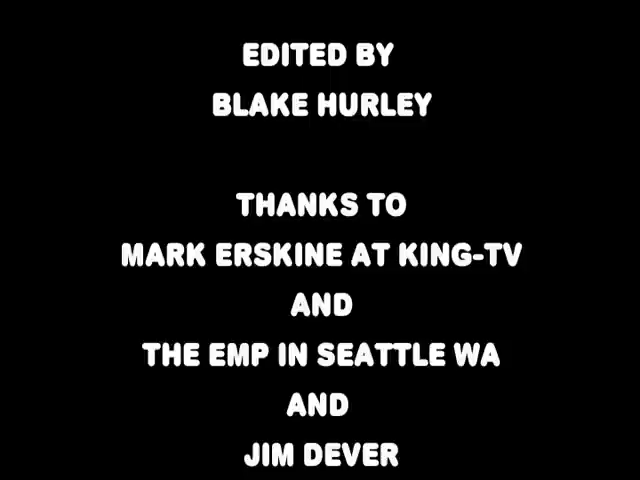 EDITED BY
BLAKE HURLEY
THANKS TO
MARK ERSKINE AT KING-TV
AND
THE EMP IN SEATTLE WA
AND
JIM DEVER